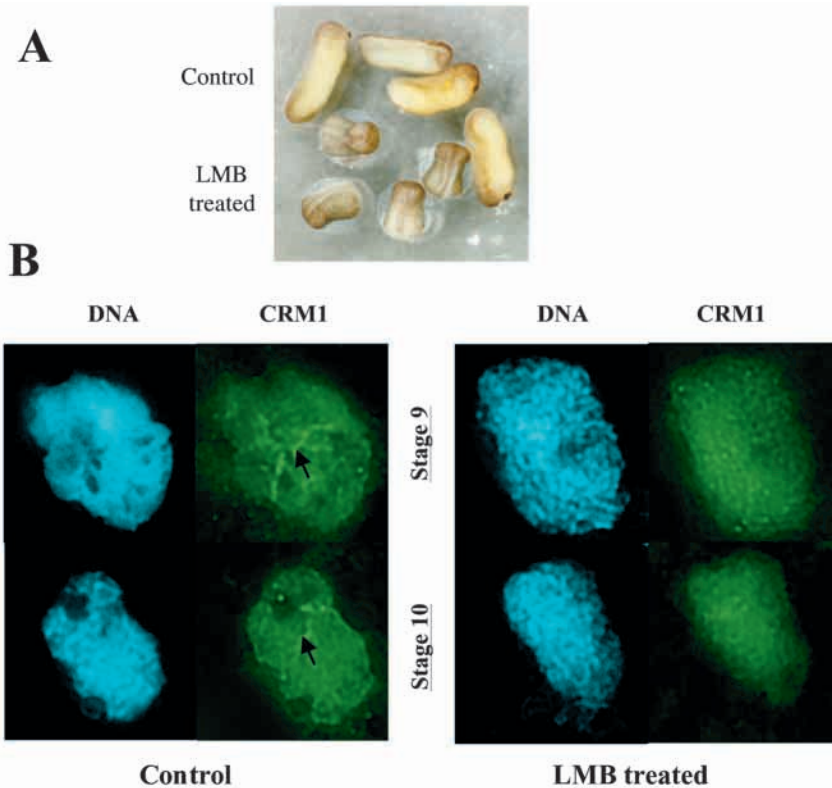 A
Control
LMB
treated
B
DNA CRM1 DNA CRM1
Stage 9
Stage 10
Control LMB treated